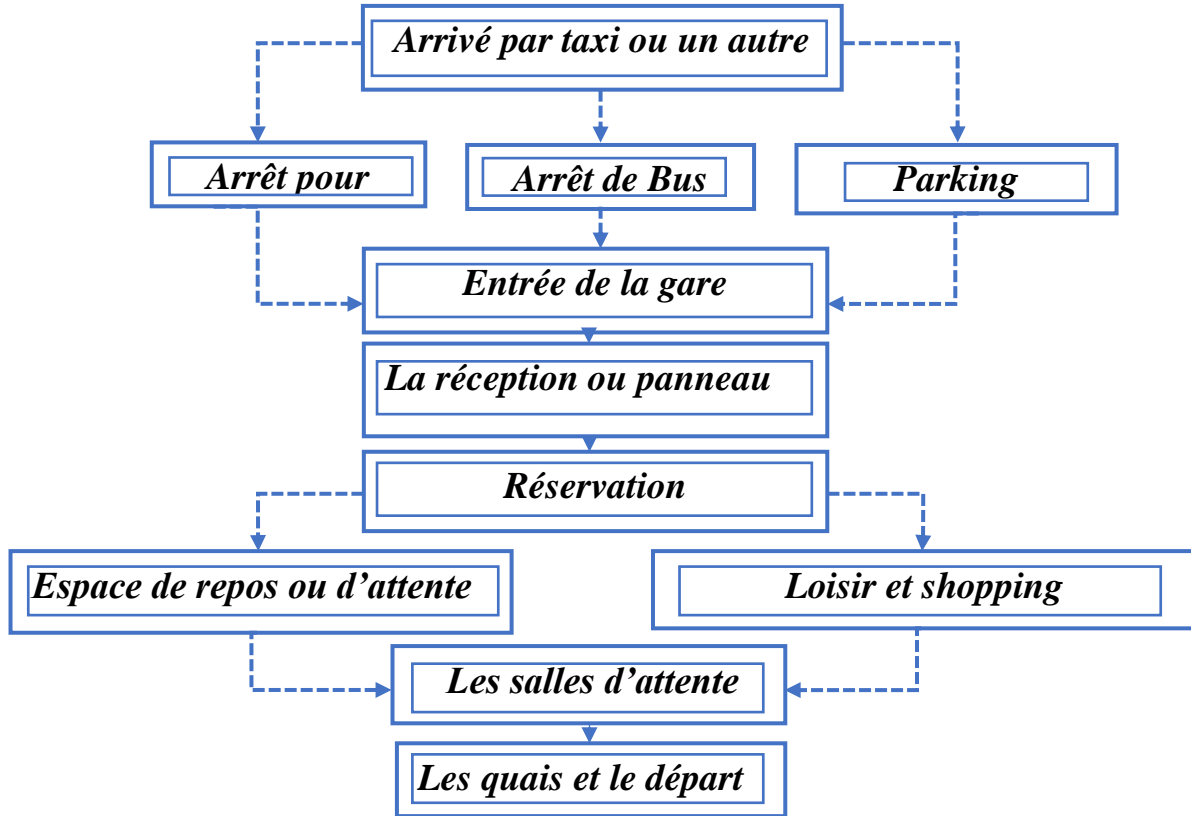 Arrivé par taxi ou un autre
Arrêt pour
Arrêt de Bus
Parking
Entrée de la gare
La réception ou panneau
Réservation
Espace de repos ou d’attente
Loisir et shopping
Les salles d’attente
Les quais et le départ